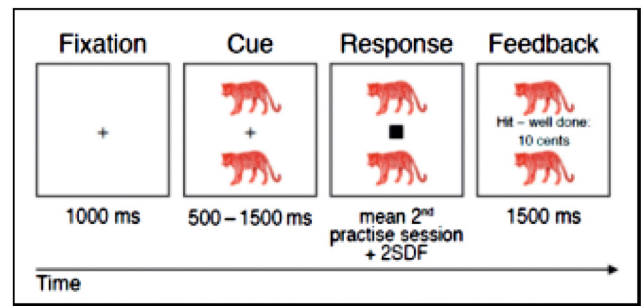 Fixation
Cue
Response
Feedback
+
+
Hit – well done:
10 cents
1000 ms
500 – 1500 ms
mean 2nd
practise session
+ 2SDF
1500 ms
Time